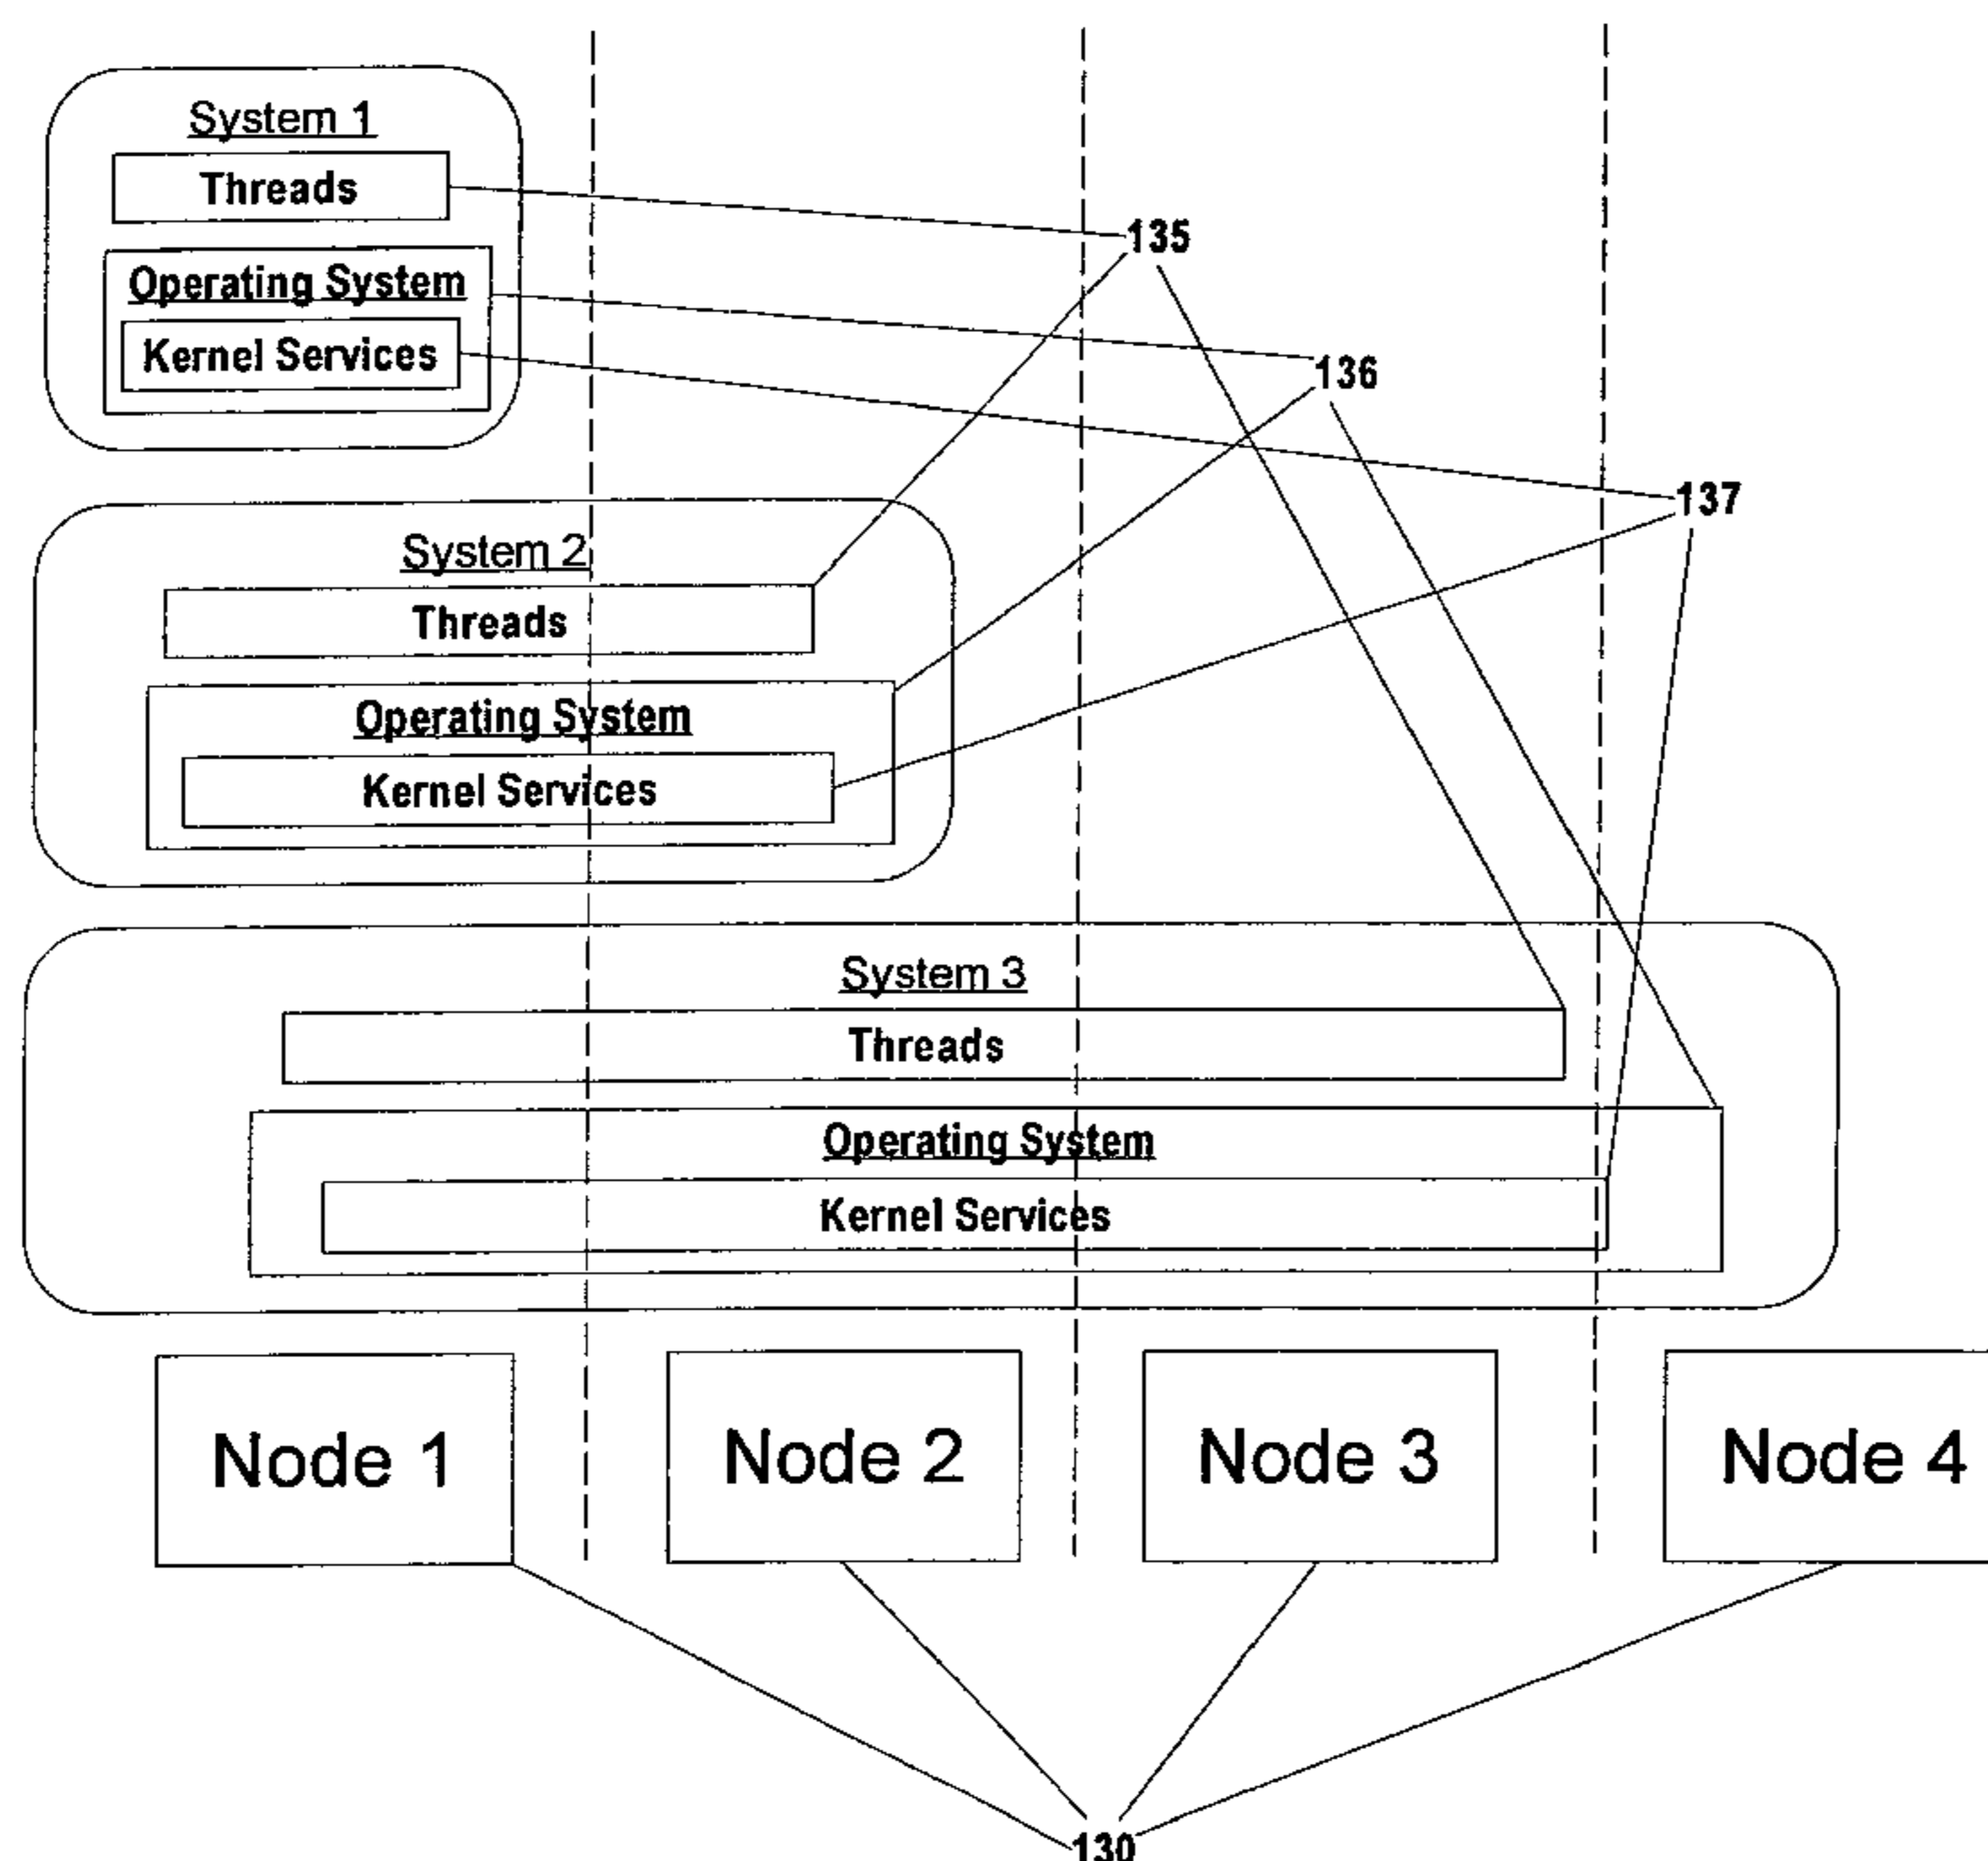 System 1
Threads
135
Operating System
136
Kernel Services
137
System 2
Threads
Operating System
Kernel Services
System 3
Threads
Operating System
Kernel Services
Node 1
Node 2
Node 3
Node 4
130